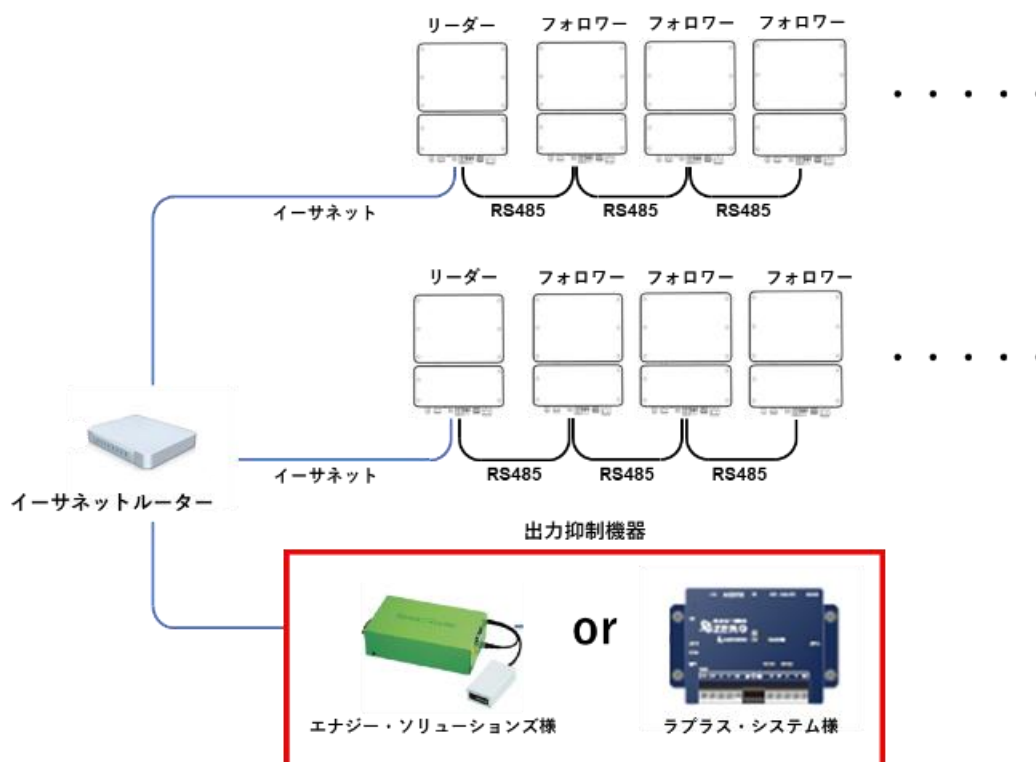 リーダー フォロワー フォロワー フォロワー
・・・・・
イーサネット RS485 RS485 RS485
リーダー フォロワー フォロワー フォロワー
・・・・・
イーサネット RS485 RS485 RS485
イーサネットルーター
出力抑制機器
or
ZERO
エナジー・ソリューションズ様 ラプラス・システム様